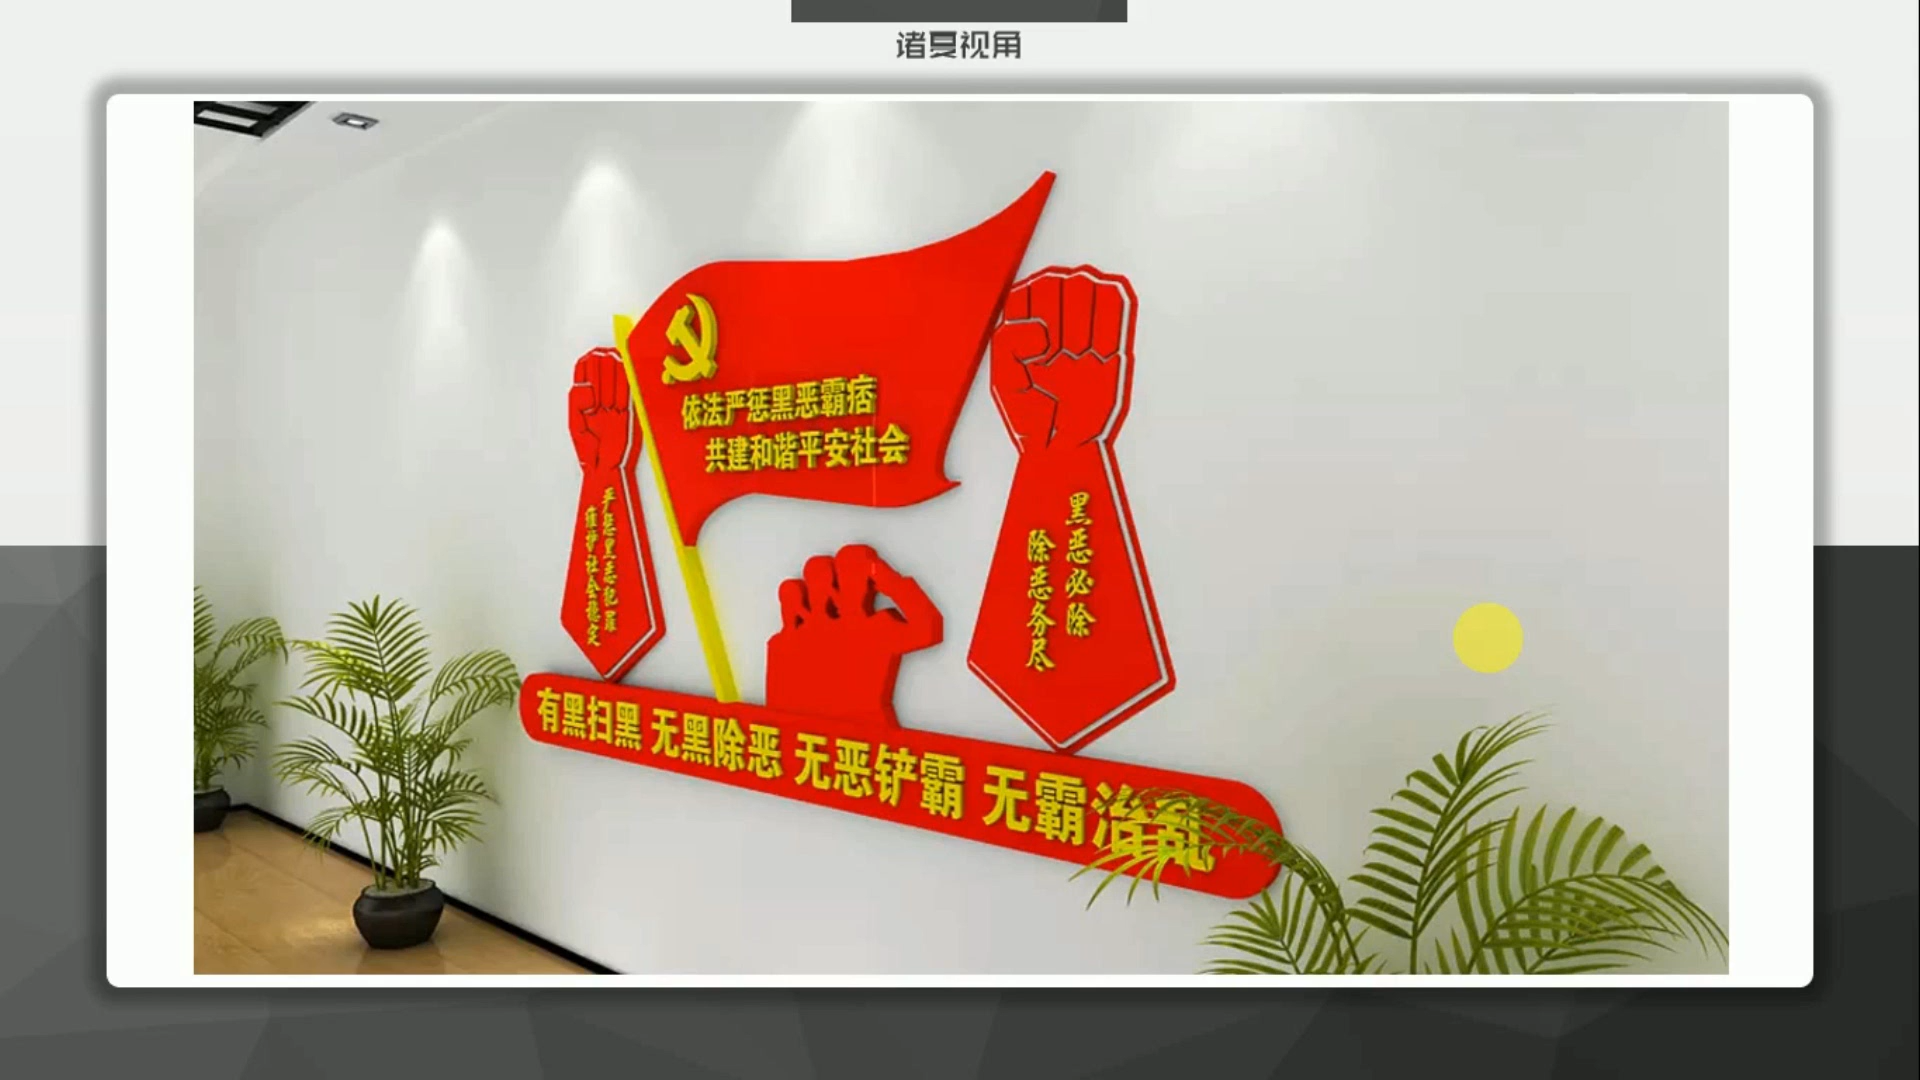 诸夏视角
依法严惩黑恶霸痞
共建和谐平安社会
严惩黑恶犯罪
维护社会稳定
黑恶必除
除恶务尽
有黑扫黑 无黑除恶 无恶铲霸 无霸治乱